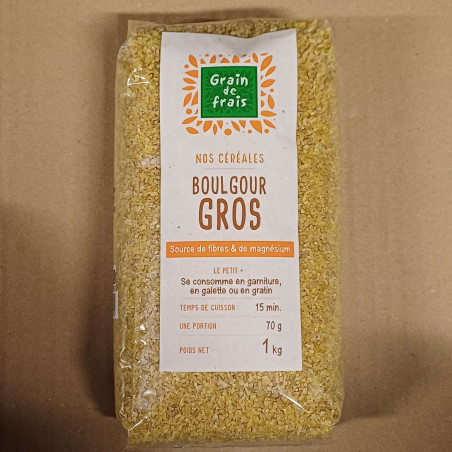 Grain
de
frais
NOS CÉRÉALES
BOULGOUR
GROS
Source de fibres & de magnésium
LE PETIT +
Se consomme en garniture,
en galette ou en gratin
TEMPS DE CUISSON : 15 min.
UNE PORTION : 70 g
POIDS NET 1 kg